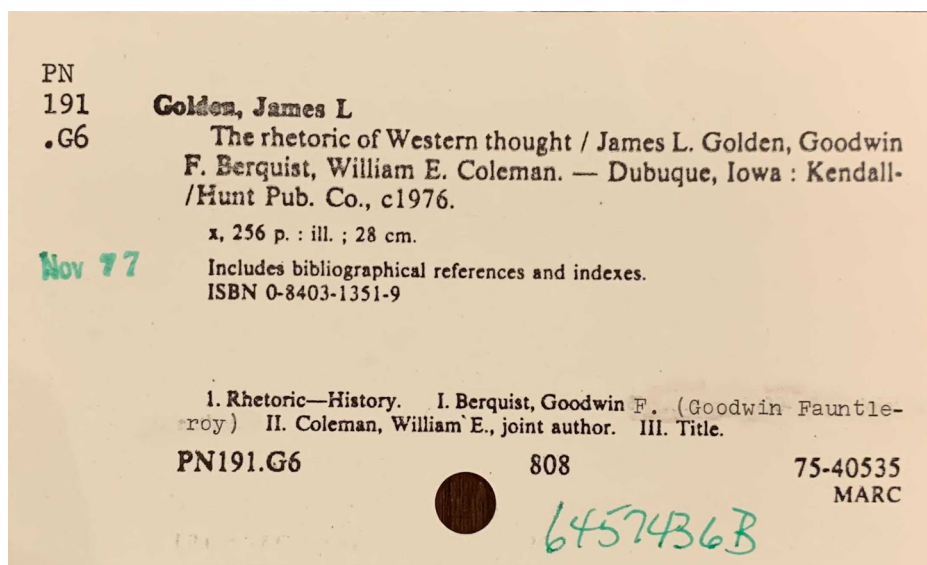 PN
191 Golden, James L
.G6 The rhetoric of Western thought / James L. Golden, Goodwin
F. Berquist, William E. Coleman. — Dubuque, Iowa : Kendall-
/Hunt Pub. Co., c1976.
x, 256 p. : ill. ; 28 cm.
Nov 77 Includes bibliographical references and indexes.
ISBN 0-8403-1351-9
1. Rhetoric—History. I. Berquist, Goodwin F. (Goodwin Fauntle-
roy) II. Coleman, William E., joint author. III. Title.
PN191.G6 808 75-40535
MARC
6457436B